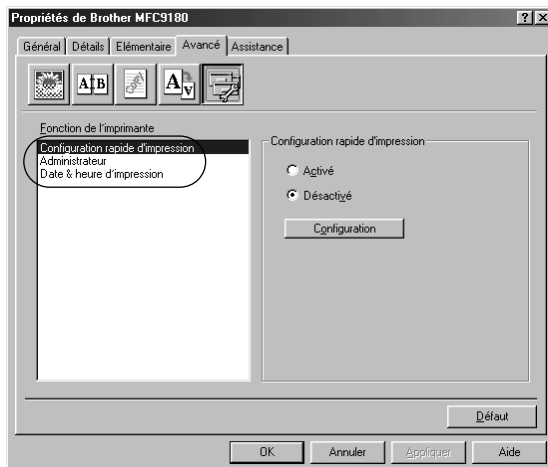 Propriétés de Brother MFC9180
Général Détails Elémentaire Avancé Assistance
A B
A v
Fonction de l'imprimante
Configuration rapide d'impression
Administrateur
Date & heure d'impression
Configuration rapide d'impression
Activé
Désactivé
Configuration
Défaut
OK Annuler Appliquer Aide